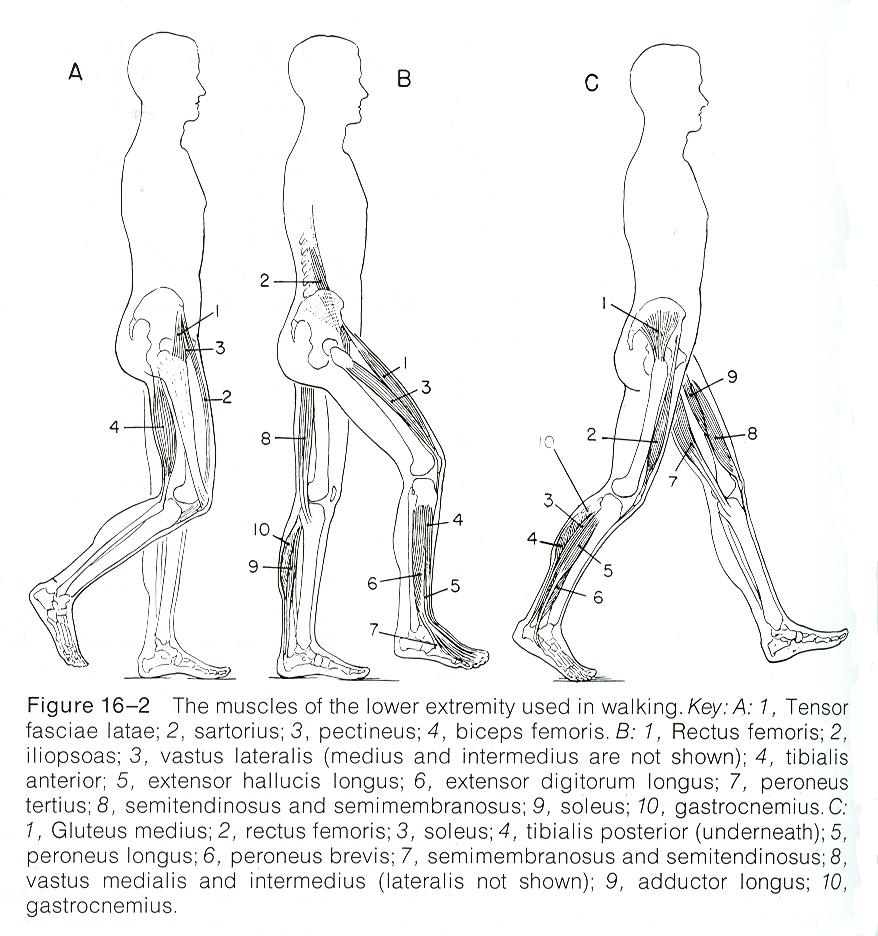 A
B
C
1
3
2
4
2
1
3
8
4
10
9
6
5
7
1
9
2
8
7
10
3
4
5
6
Figure 16–2 The muscles of the lower extremity used in walking. Key: A: 1, Tensor
fasciae latae; 2, sartorius; 3, pectineus; 4, biceps femoris. B: 1, Rectus femoris; 2,
iliopsoas; 3, vastus lateralis (medius and intermedius are not shown); 4, tibialis
anterior; 5, extensor hallucis longus; 6, extensor digitorum longus; 7, peroneus
tertius; 8, semitendinosus and semimembranosus; 9, soleus; 10, gastrocnemius. C:
1, Gluteus medius; 2, rectus femoris; 3, soleus; 4, tibialis posterior (underneath); 5,
peroneus longus; 6, peroneus brevis; 7, semimembranosus and semitendinosus; 8,
vastus medialis and intermedius (lateralis not shown); 9, adductor longus; 10,
gastrocnemius.